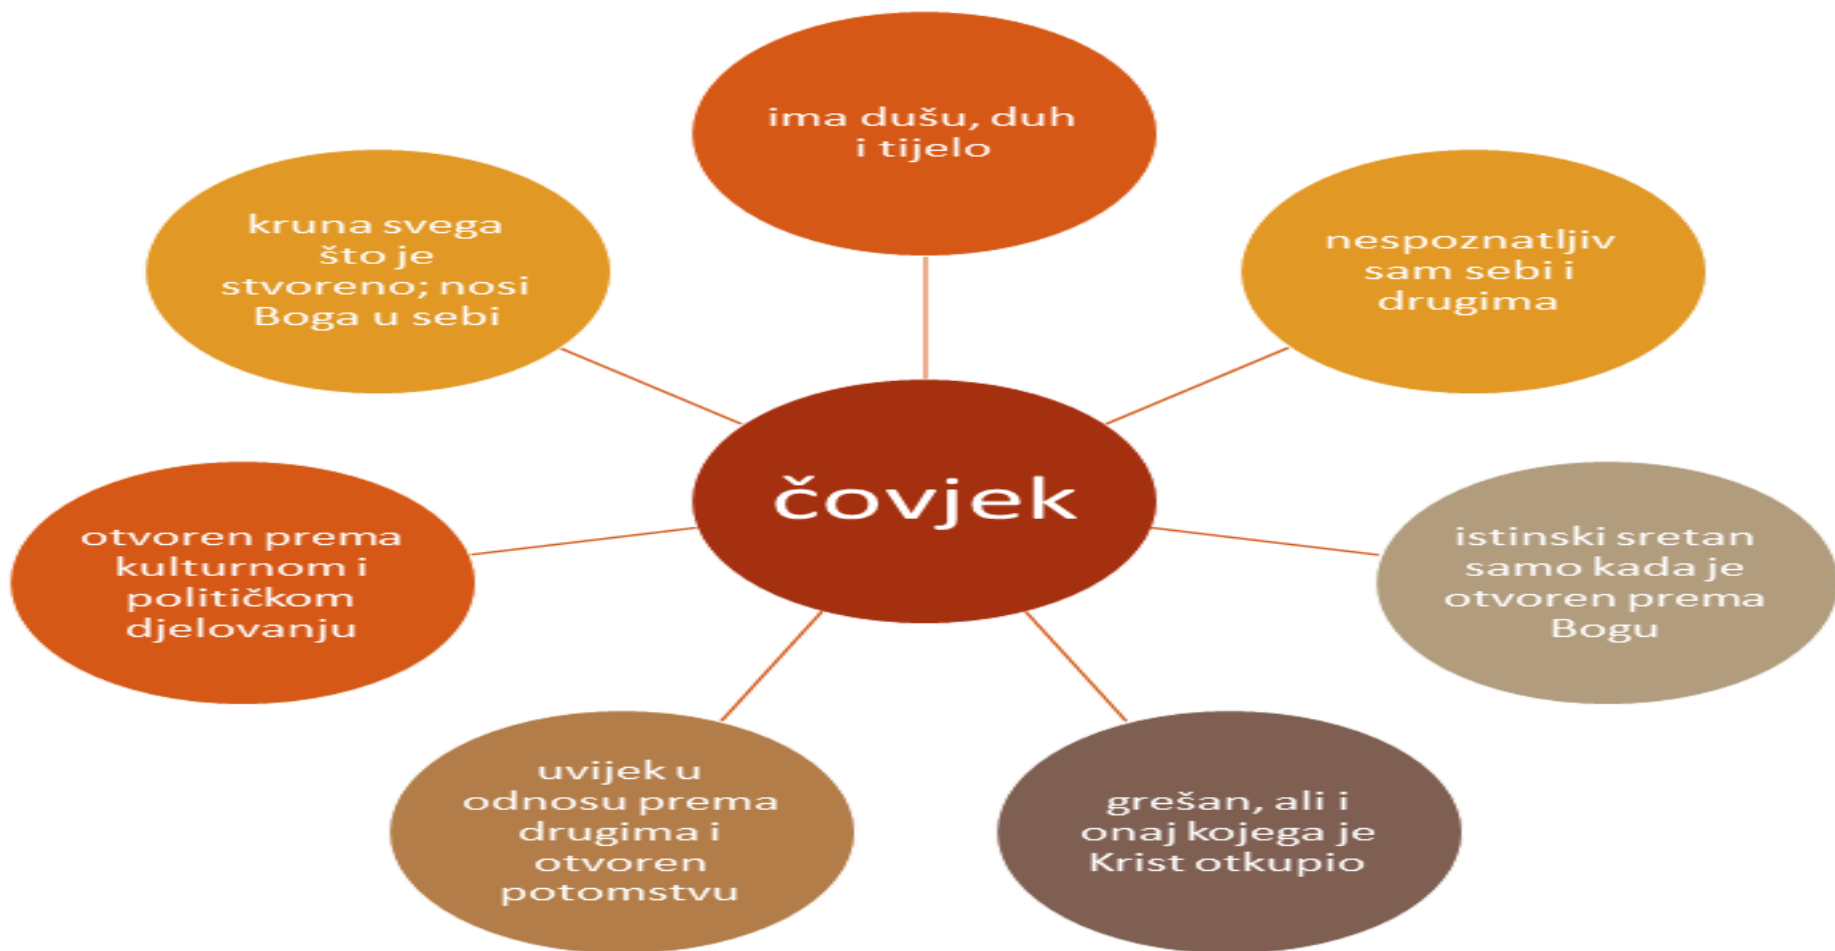 ima dušu, duh
i tijelo
kruna svega
što je
stvoreno; nosi
Boga u sebi
nespoznatljiv
sam sebi i
drugima
čovjek
otvoren prema
kulturnom i
političkom
djelovanju
istinski sretan
samo kada je
otvoren prema
Bogu
uvijek u
odnosu prema
drugima i
otvoren
potomstvu
grešan, ali i
onaj kojega je
Krist otkupio